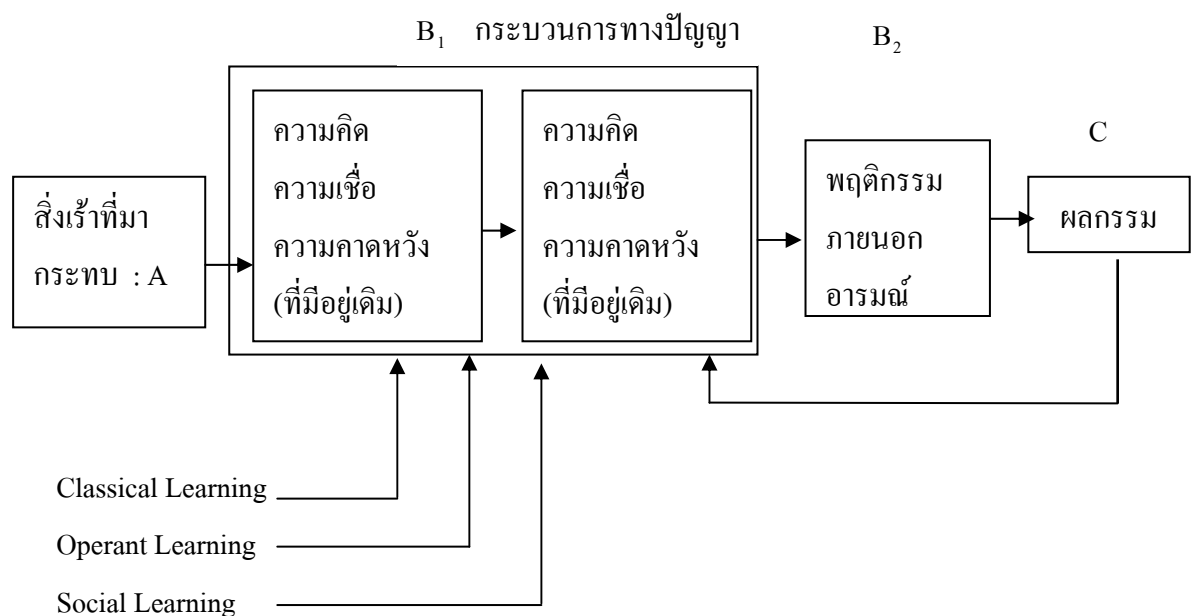 B₁ กระบวนการทางปัญญา
B₂
C
สิ่งเร้าที่มา
กระทบ : A
ความคิด
ความเชื่อ
ความคาดหวัง
(ที่มีอยู่เดิม)
ความคิด
ความเชื่อ
ความคาดหวัง
(ที่มีอยู่เดิม)
พฤติกรรม
ภายนอก
อารมณ์
ผลกรรม
Classical Learning
Operant Learning
Social Learning